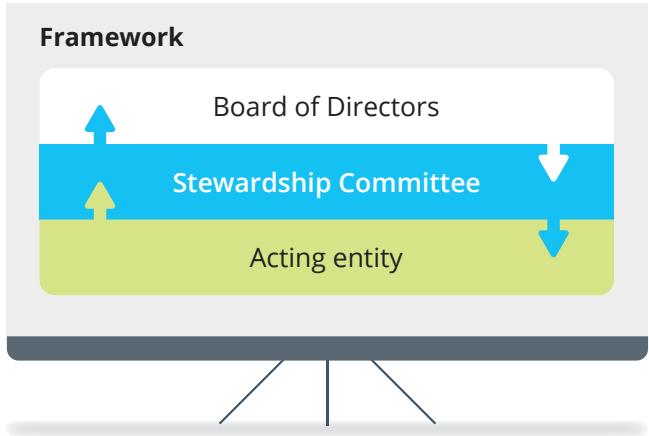 Framework
Board of Directors
Stewardship Committee
Acting entity